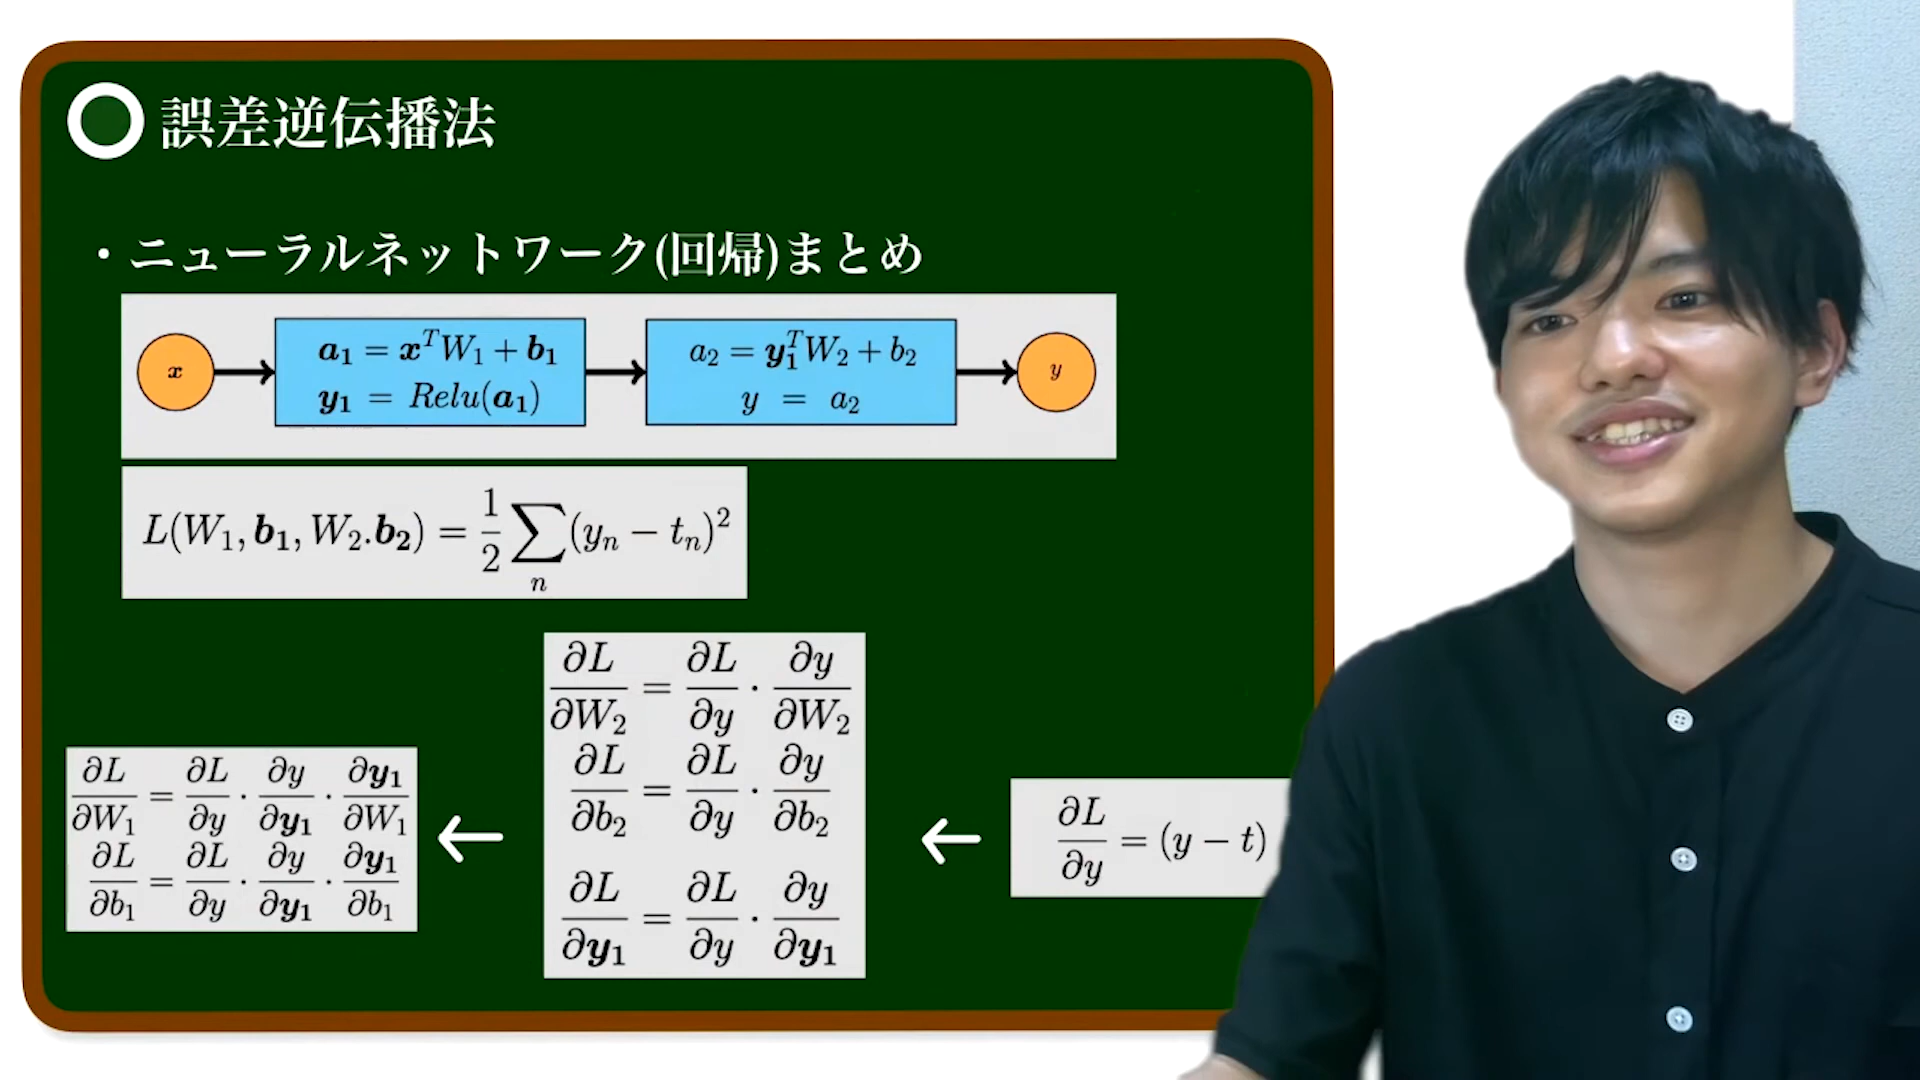 誤差逆伝播法
・ニューラルネットワーク(回帰)まとめ
x
a₁ = xᵀW₁ + b₁
y₁ = Relu(a₁)
a₂ = y₁ᵀW₂ + b₂
y = a₂
y
L(W₁, b₁, W₂.b₂) = 1/2 ∑ₙ (yₙ − tₙ)²
∂L/∂W₁ = ∂L/∂y · ∂y/∂y₁ · ∂y₁/∂W₁
∂L/∂b₁ = ∂L/∂y · ∂y/∂y₁ · ∂y₁/∂b₁
←
∂L/∂W₂ = ∂L/∂y · ∂y/∂W₂
∂L/∂b₂ = ∂L/∂y · ∂y/∂b₂
∂L/∂y₁ = ∂L/∂y · ∂y/∂y₁
←
∂L/∂y = (y − t)